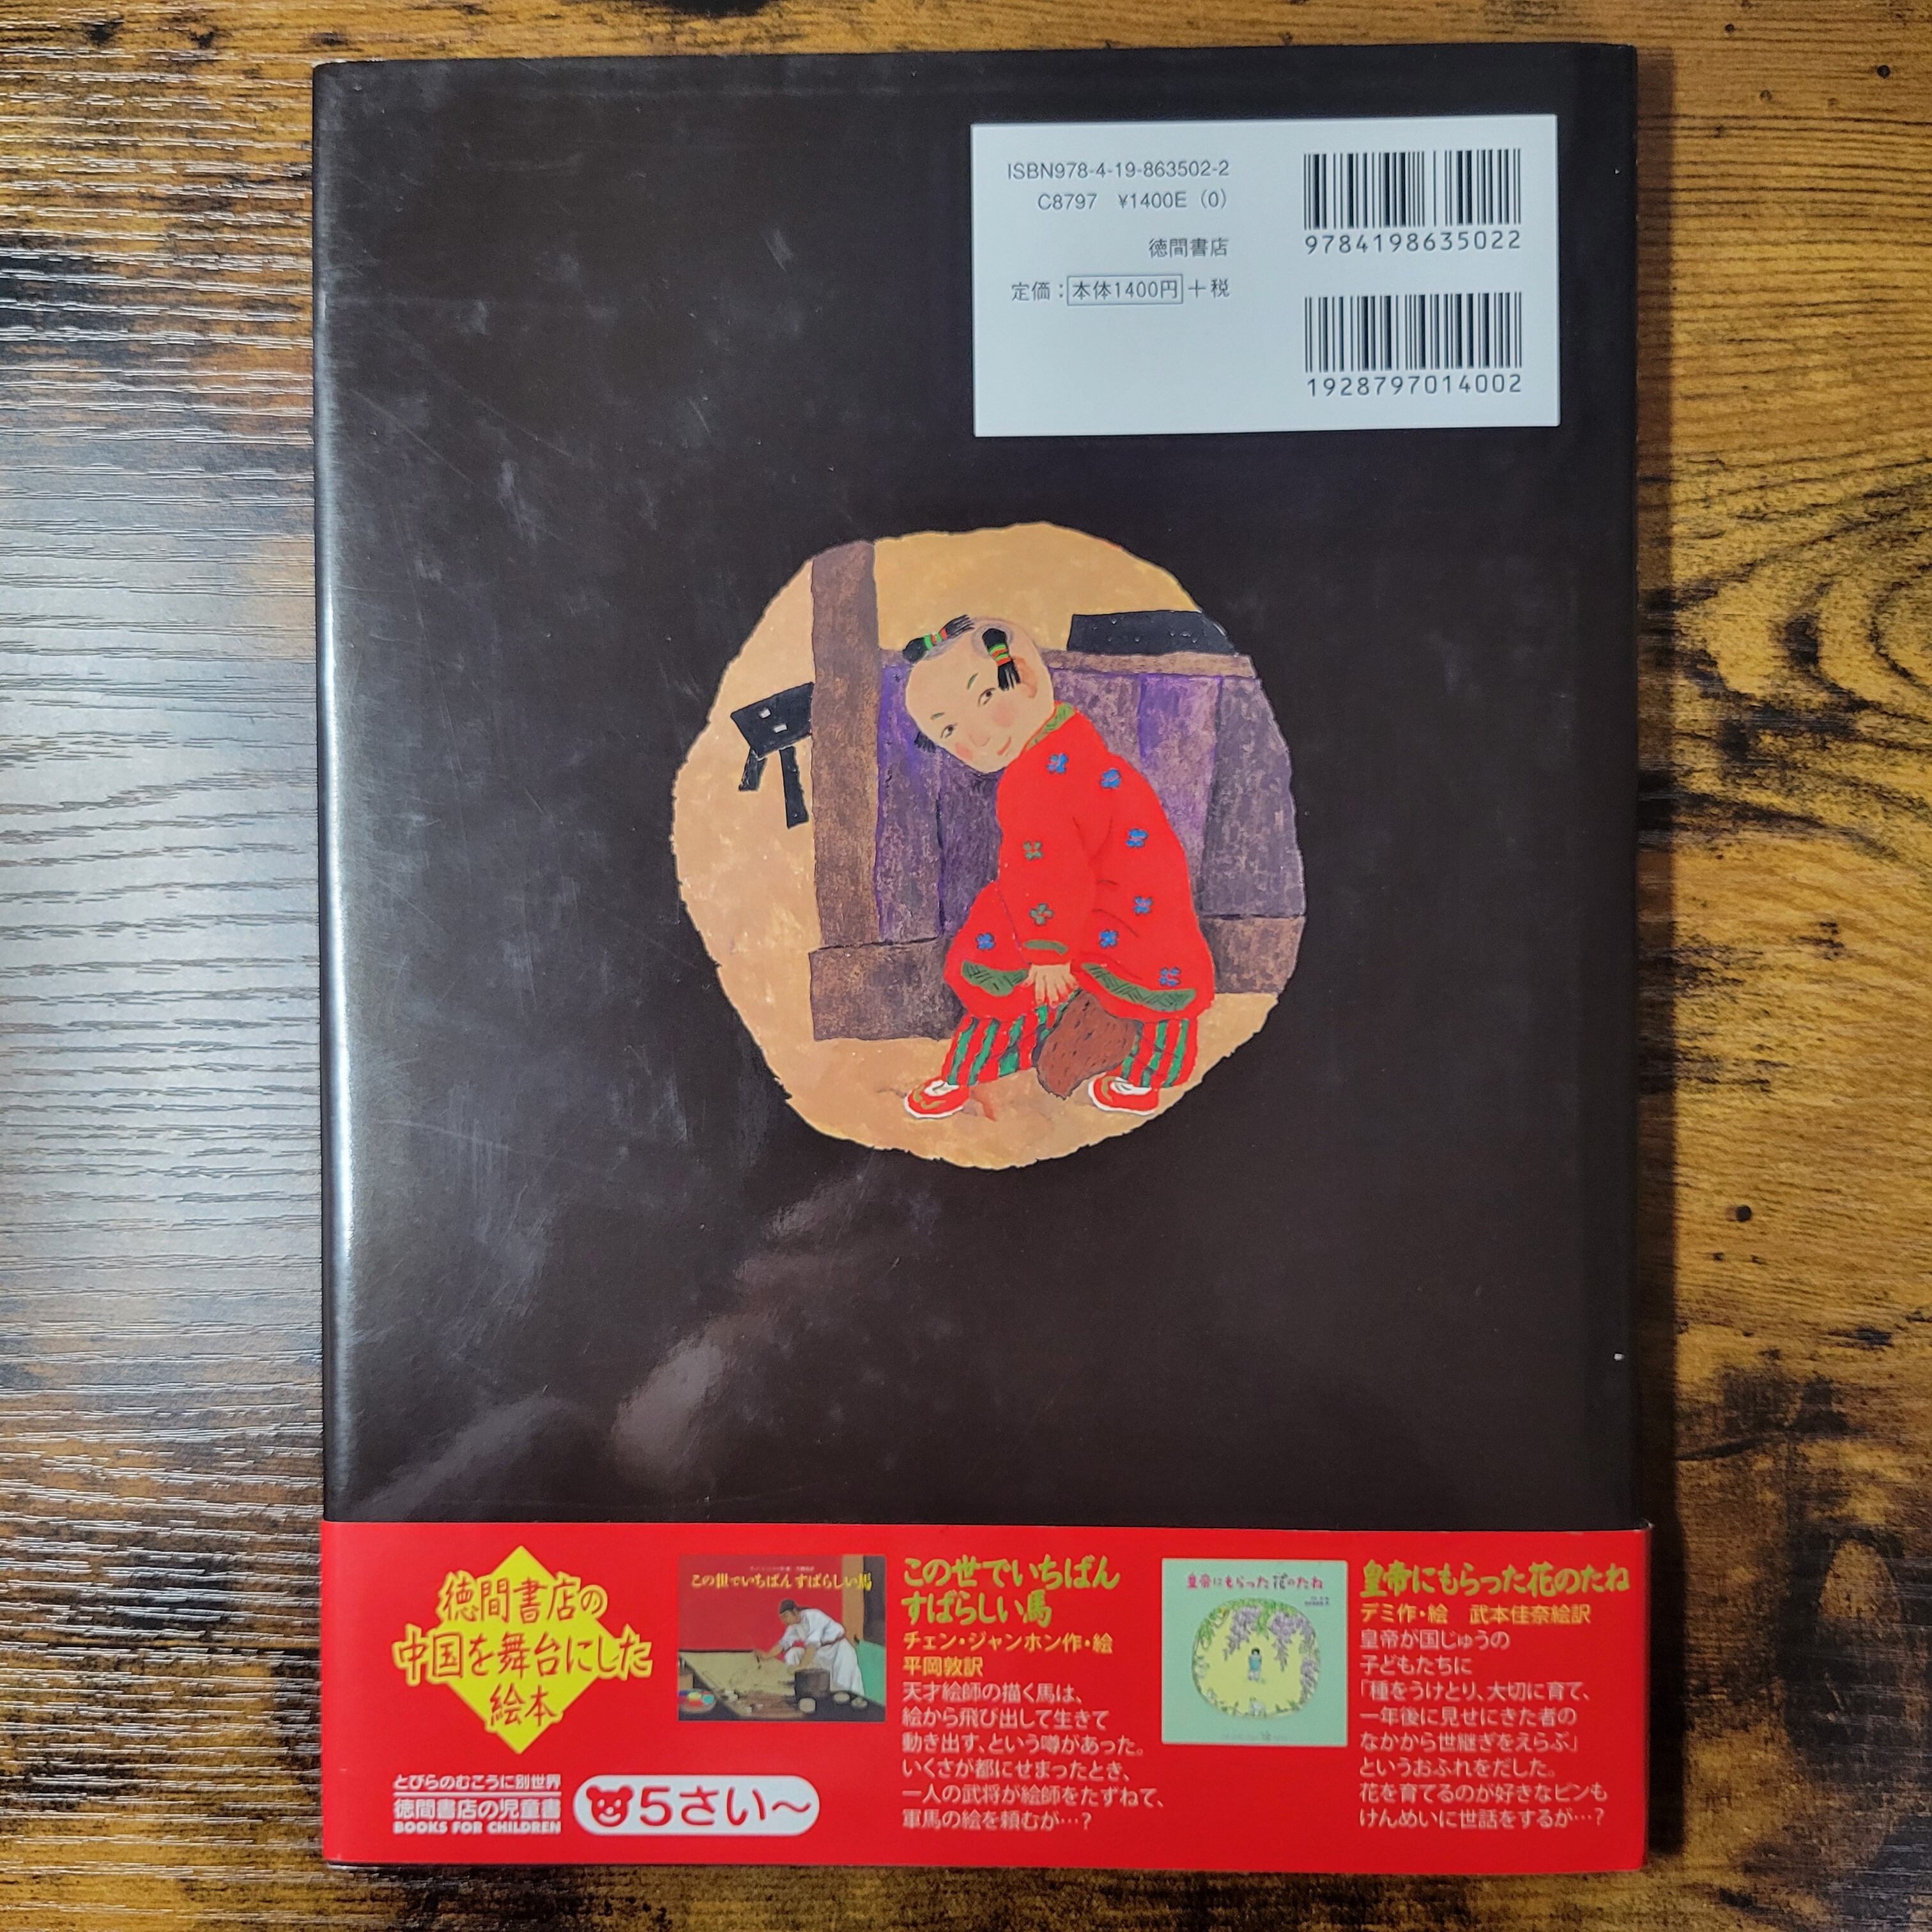 ISBN978-4-19-863502-2
C8797 ¥1400E (0)
徳間書店
定価：本体1400円＋税
9784198635022
1928797014002
徳間書店の
中国を舞台にした
絵本
とびらのむこうに別世界
徳間書店の児童書
BOOKS FOR CHILDREN
5さい～
この世でいちばんすばらしい馬
この世でいちばん
すばらしい馬
チェン・ジャンホン作・絵
平岡敦訳
天才絵師の描く馬は、
絵から飛び出して生きて
動き出す、という噂があった。
いくさが都にせまったとき、
一人の武将が絵師をたずねて、
軍馬の絵を頼むが…？
皇帝にもらった花のたね
皇帝にもらった花のたね
デミ作・絵 武本佳奈絵訳
皇帝が国じゅうの
子どもたちに
「種をうけとり、大切に育て、
一年後に見せにきた者の
なかから世継ぎをえらぶ」
というおふれをだした。
花を育てるのが好きなピンも
けんめいに世話をするが…？